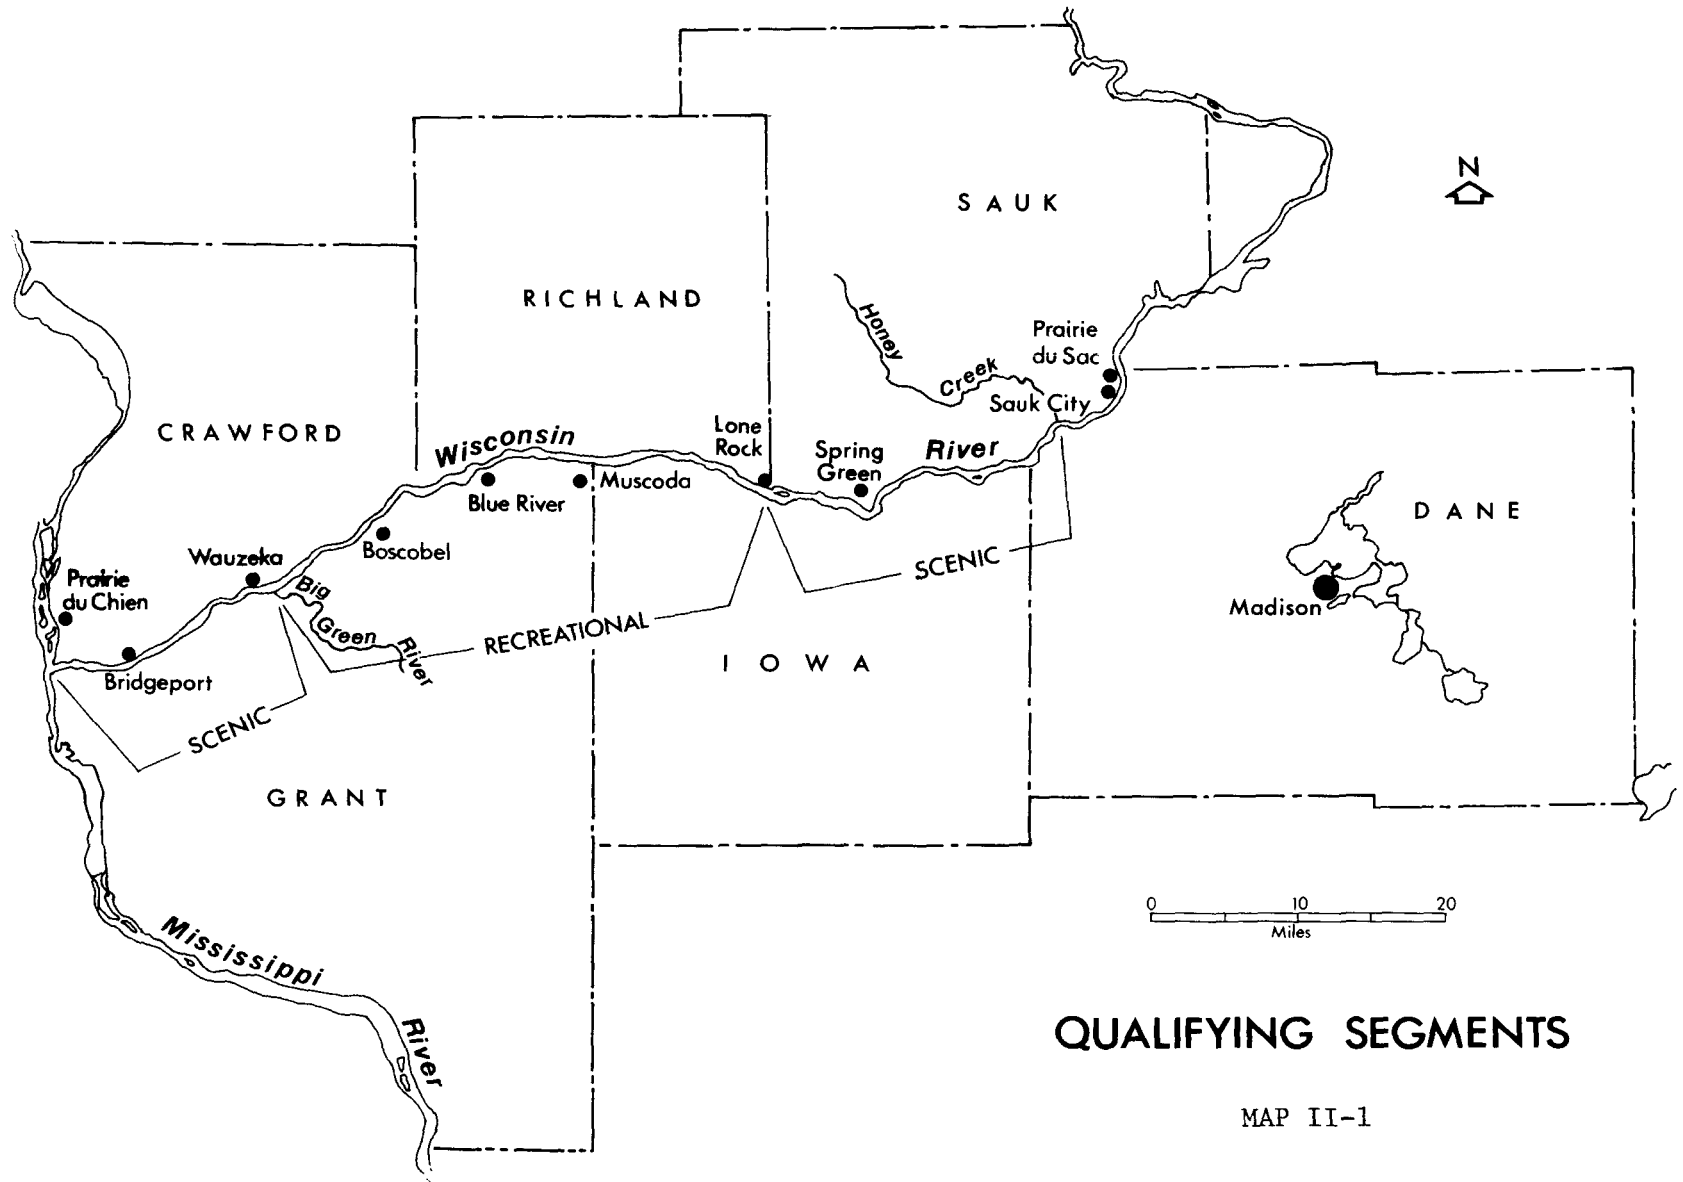 N
SAUK
RICHLAND
Honey
Creek
Prairie
du Sac
Sauk City
CRAWFORD
Wisconsin
River
Lone
Rock
Spring
Green
Blue River
Muscoda
Boscobel
Wauzeka
Prairie
du Chien
Bridgeport
Big
Green
River
SCENIC
RECREATIONAL
SCENIC
DANE
Madison
IOWA
GRANT
Mississippi
River
0 10 20
Miles
QUALIFYING SEGMENTS
MAP II-1